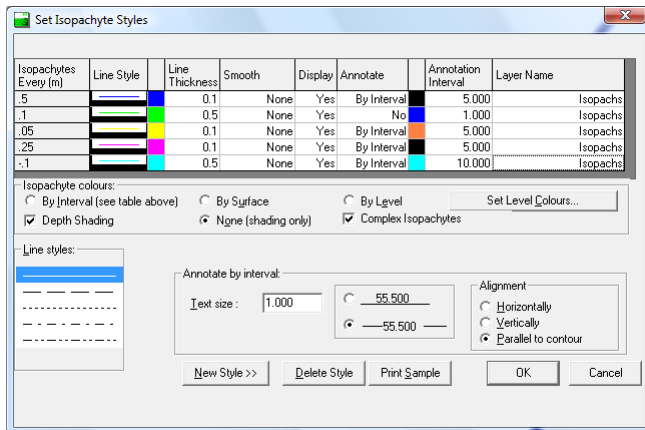 Set Isopachyte Styles
Isopachytes Every (m) Line Style Line Thickness Smooth Display Annotate Annotation Interval Layer Name
.5 0.1 None Yes By Interval 5.000 Isopachs
.1 0.5 None Yes No 1.000 Isopachs
.05 0.1 None Yes By Interval 5.000 Isopachs
.25 0.1 None Yes By Interval 5.000 Isopachs
-.1 0.5 None Yes By Interval 10.000 Isopachs
Isopachyte colours:
By Interval (see table above) By Surface By Level Set Level Colours...
Depth Shading None (shading only) Complex Isopachytes
Line styles:
Annotate by interval:
Text size : 1.000
55.500
55.500
Alignment
Horizontally
Vertically
Parallel to contour
New Style >> Delete Style Print Sample OK Cancel